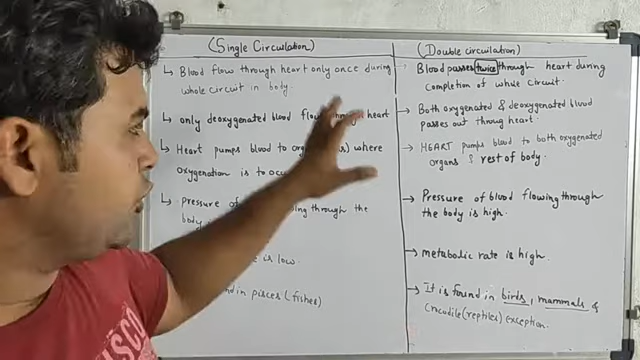 (Single Circulation)
↳ Blood flow through heart only once during
whole circuit in body.
↳ only deoxygenated blood flow through heart
↳ Heart pumps blood to where
oxygenation is to
↳ pressure of through the
body
is low.
in pisces (fishes)
(Double circulation)
Blood passes twice through heart during
completion of whole circuit.
→ Both oxygenated & deoxygenated blood
passes out throug heart.
→ HEART pumps blood to both oxygenated
organs & rest of body.
→ Pressure of blood flowing through
the body is high.
→ metabolic rate is high.
→ It is found in birds, mammals &
crocodile (reptiles) exception.